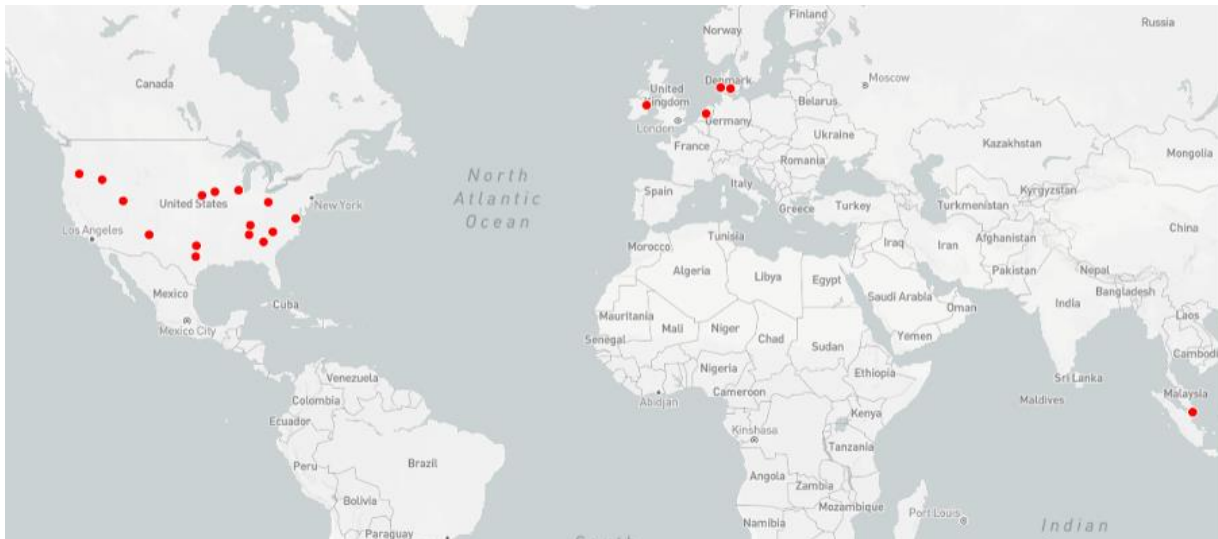 Finland
Russia
Norway
Canada
Denmark
Moscow
United
Kingdom
Belarus
London
Germany
Ukraine
Kazakhstan
Mongolia
France
Romania
North
Atlantic
Ocean
Spain
Italy
Kyrgyzstan
United States
New York
Greece
Turkey
Turkmenistan
Los Angeles
China
Tunisia
Morocco
Iraq
Iran
Afghanistan
Algeria
Libya
Egypt
Pakistan
Nepal
Mexico
Saudi Arabia
Bangladesh
Cuba
Oman
India
Mauritania
Laos
Mexico City
Mali
Niger
Chad
Sudan
Yemen
Senegal
Cambodi
Nigeria
Ethiopia
Venezuela
Sri Lanka
Cameroon
Malaysia
Colombia
Abidjan
Maldives
Ecuador
Kenya
Kinshasa
Tanzania
Brazil
Peru
Angola
Zambia
Bolivia
Mozambique
Port Louis
Namibia
Indian
Paraguay